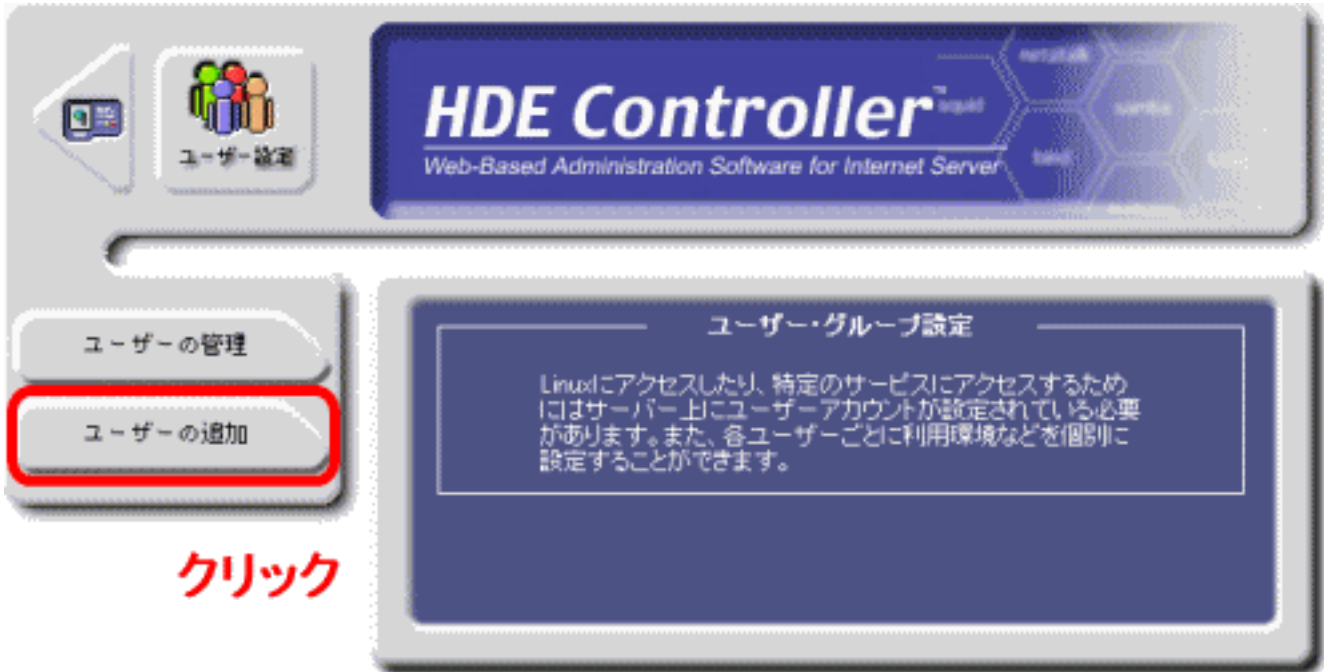 ユーザー設定
HDE Controller™
Web-Based Administration Software for Internet Server
netatalk
liquid
samba
bind
ユーザーの管理
ユーザーの追加
クリック
ユーザー・グループ設定
Linuxにアクセスしたり、特定のサービスにアクセスするため
にはサーバー上にユーザーアカウントが設定されている必要
があります。また、各ユーザーごとに利用環境などを個別に
設定することができます。